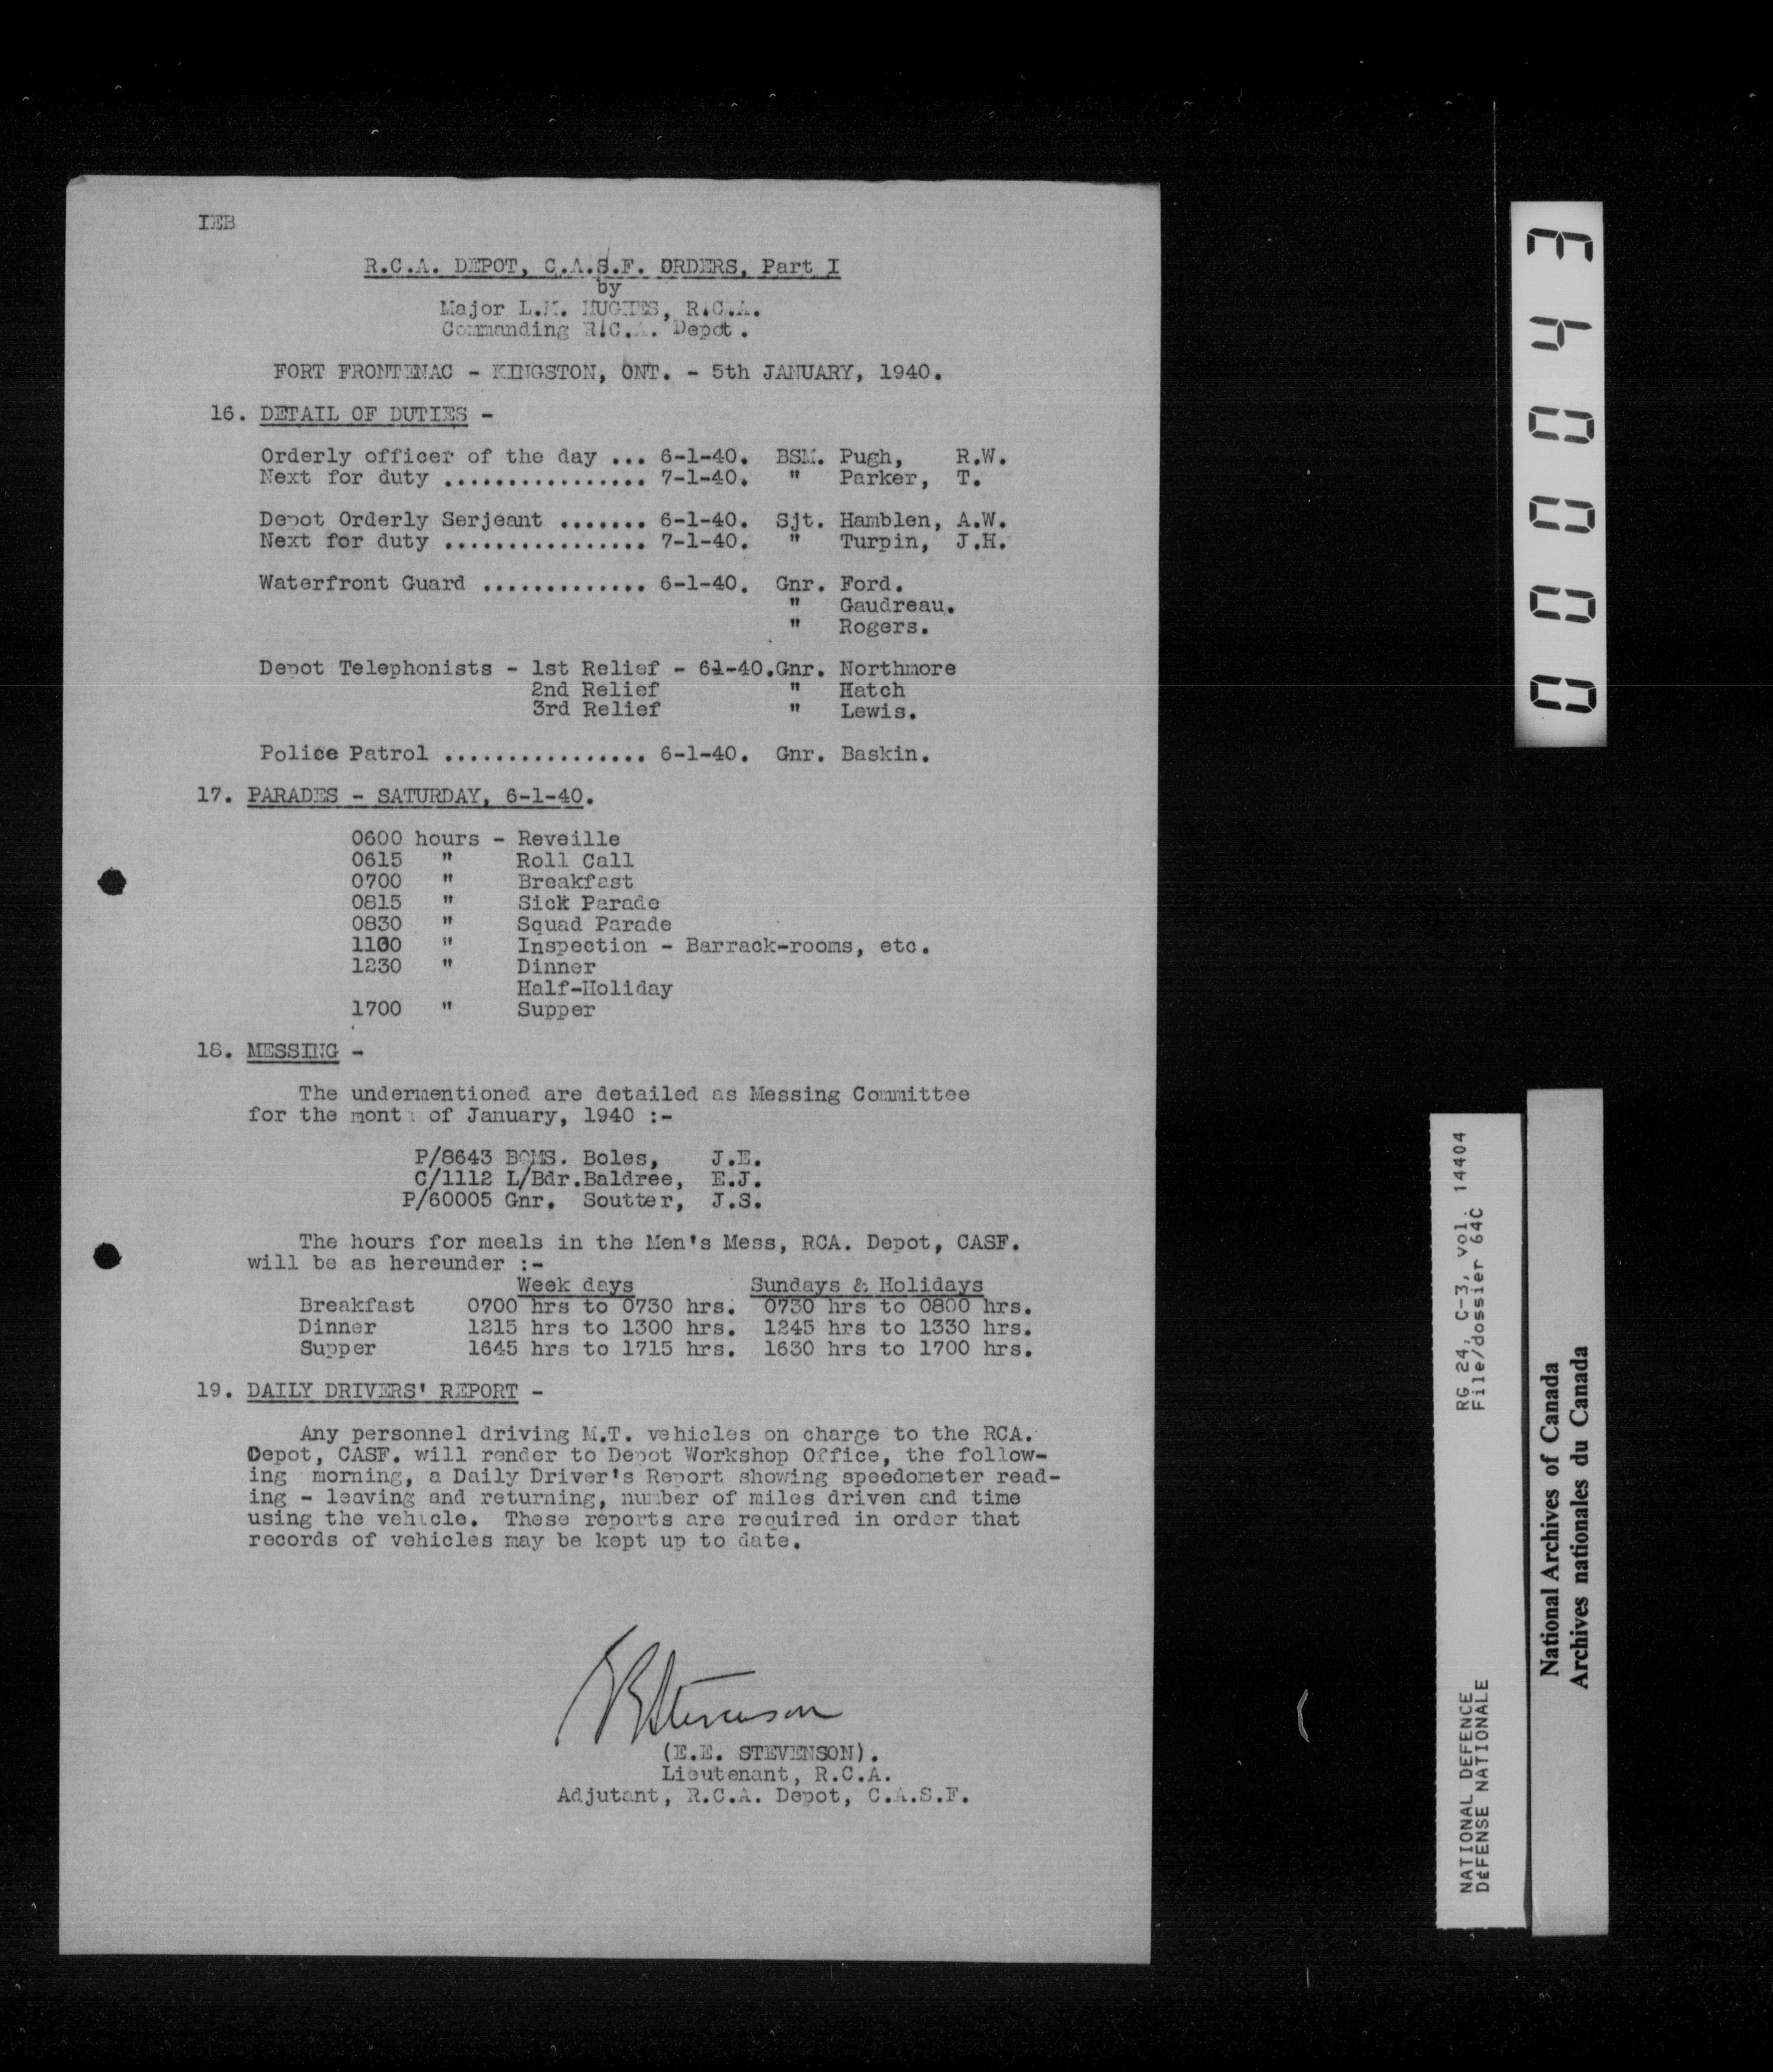 IEB
R.C.A. DEPOT, C.A.S.F. ORDERS, Part I
by
Major L.M. HUGHES, R.C.A.
Commanding R.C.A. Depot.
FORT FRONTENAC - KINGSTON, ONT. - 5th JANUARY, 1940.
16. DETAIL OF DUTIES -
Orderly officer of the day ... 6-1-40. BSM. Pugh, R.W.
Next for duty ................ 7-1-40. " Parker, T.
Depot Orderly Serjeant ....... 6-1-40. Sjt. Hamblen, A.W.
Next for duty ................ 7-1-40. " Turpin, J.H.
Waterfront Guard ............. 6-1-40. Gnr. Ford.
" Gaudreau.
" Rogers.
Depot Telephonists - 1st Relief - 61-40.Gnr. Northmore
2nd Relief " Hatch
3rd Relief " Lewis.
Police Patrol ................ 6-1-40. Gnr. Baskin.
17. PARADES - SATURDAY, 6-1-40.
0600 hours - Reveille
0615 " Roll Call
0700 " Breakfast
0815 " Sick Parade
0830 " Squad Parade
1100 " Inspection - Barrack-rooms, etc.
1230 " Dinner
Half-Holiday
1700 " Supper
18. MESSING -
The undermentioned are detailed as Messing Committee
for the month of January, 1940 :-
P/8643 BQMS. Boles, J.E.
C/1112 L/Bdr.Baldree, E.J.
P/60005 Gnr. Soutter, J.S.
The hours for meals in the Men's Mess, RCA. Depot, CASF.
will be as hereunder :-
Week days Sundays & Holidays
Breakfast 0700 hrs to 0730 hrs. 0730 hrs to 0800 hrs.
Dinner 1215 hrs to 1300 hrs. 1245 hrs to 1330 hrs.
Supper 1645 hrs to 1715 hrs. 1630 hrs to 1700 hrs.
19. DAILY DRIVERS' REPORT -
Any personnel driving M.T. vehicles on charge to the RCA.
Depot, CASF. will render to Depot Workshop Office, the follow-
ing morning, a Daily Driver's Report showing speedometer read-
ing - leaving and returning, number of miles driven and time
using the vehicle. These reports are required in order that
records of vehicles may be kept up to date.
EEStevenson
(E.E. STEVENSON).
Lieutenant, R.C.A.
Adjutant, R.C.A. Depot, C.A.S.F.
000043
NATIONAL DEFENCE RG 24, C-3, vol. 14404
DÉFENSE NATIONALE File/dossier 64C
National Archives of Canada
Archives nationales du Canada